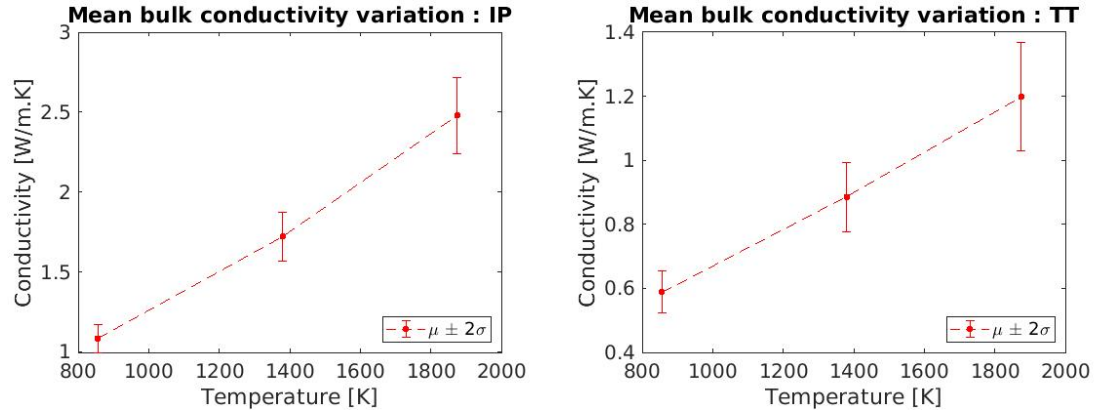 Mean bulk conductivity variation : IP
3
2.5
2
1.5
1
Conductivity [W/m.K]
800 1000 1200 1400 1600 1800 2000
Temperature [K]
μ ± 2σ
Mean bulk conductivity variation : TT
1.4
1.2
1
0.8
0.6
0.4
Conductivity [W/m.K]
800 1000 1200 1400 1600 1800 2000
Temperature [K]
μ ± 2σ